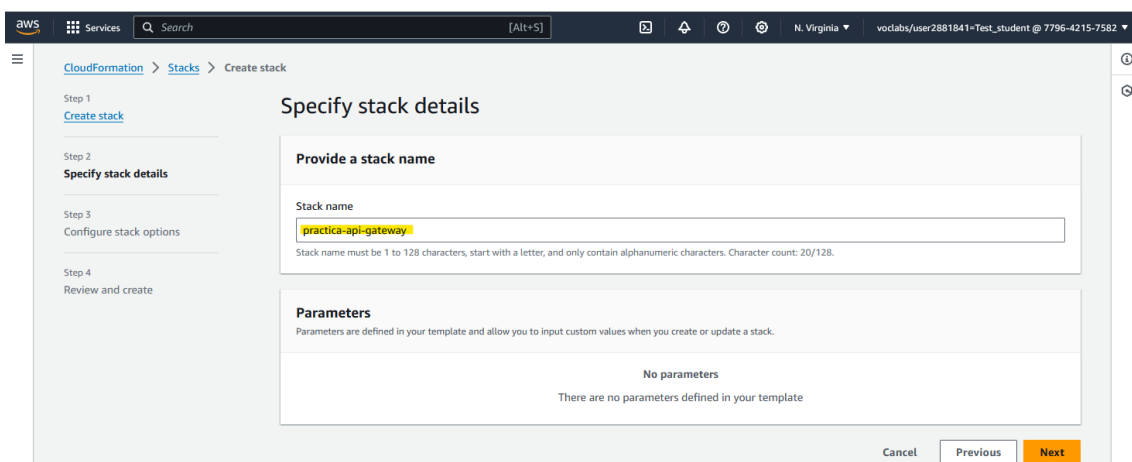 aws Services Search [Alt+S] N. Virginia voclabs/user2881841=Test_student @ 7796-4215-7582
CloudFormation > Stacks > Create stack
Step 1
Create stack
Step 2
Specify stack details
Step 3
Configure stack options
Step 4
Review and create
Specify stack details
Provide a stack name
Stack name
practica-api-gateway
Stack name must be 1 to 128 characters, start with a letter, and only contain alphanumeric characters. Character count: 20/128.
Parameters
Parameters are defined in your template and allow you to input custom values when you create or update a stack.
No parameters
There are no parameters defined in your template
Cancel Previous Next